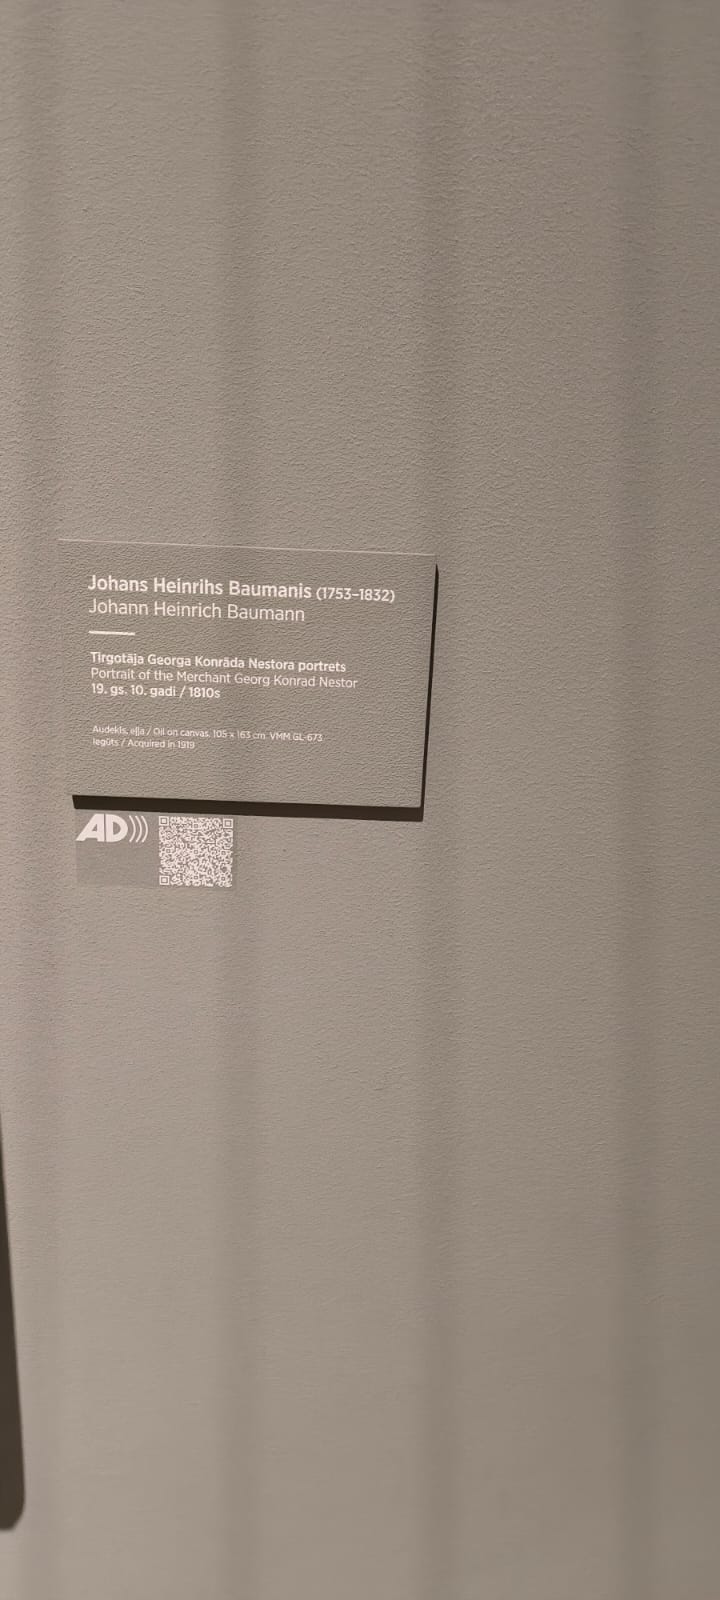 Johans Heinrihs Baumanis (1753–1832)
Johann Heinrich Baumann
Tirgotāja Georga Konrāda Nestora portrets
Portrait of the Merchant Georg Konrad Nestor
19. gs. 10. gadi / 1810s
Audekls, eļļa / Oil on canvas. 105 x 163 cm. VMM GL-673
Iegūts / Acquired in 1919
AD